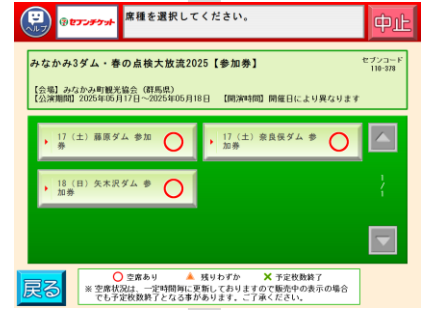 ヘルプ
セブンチケット
席種を選択してください。
中止
みなかみ3ダム・春の点検大放流2025【参加券】
セブンコード
110-378
【会場】みなかみ町観光協会（群馬県）
【公演期間】2025年05月17日～2025年05月18日　【開演時間】開催日により異なります
17（土）藤原ダム 参加
券
17（土）奈良俣ダム 参
加券
18（日）矢木沢ダム 参
加券
1
/
1
戻る
○ 空席あり　▲ 残りわずか　× 予定枚数終了
※ 空席状況は、一定時間毎に更新しておりますので販売中の表示の場合
でも予定枚数終了となる事があります。ご了承ください。